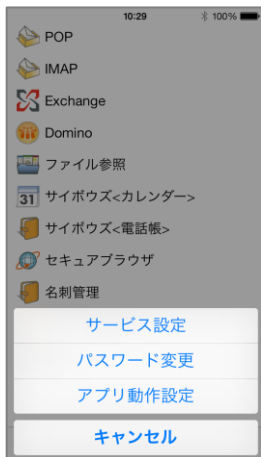 10:29 100%
POP
IMAP
Exchange
Domino
ファイル参照
31 サイボウズ<カレンダー>
サイボウズ<電話帳>
セキュアブラウザ
名刺管理
サービス設定
パスワード変更
アプリ動作設定
キャンセル